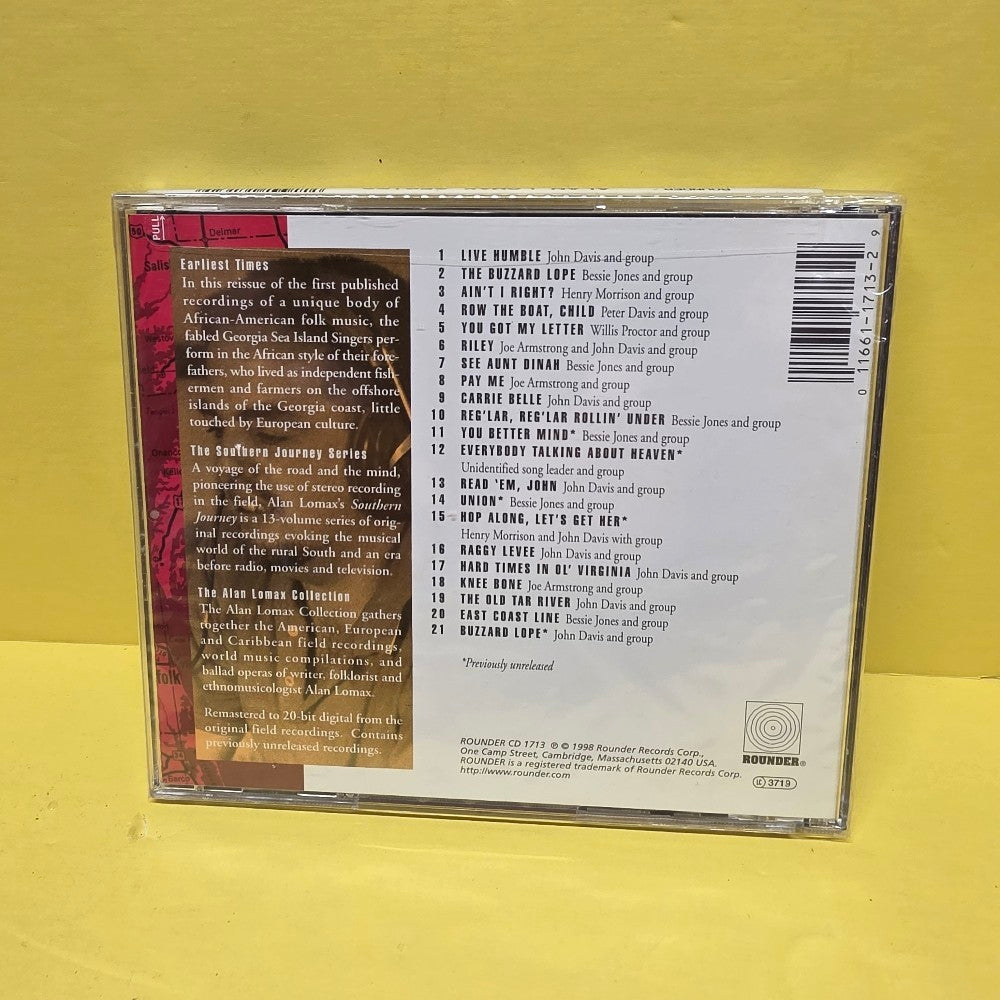 PULL
50
Delmar
Salis
folk
Barco
Earliest Times
In this reissue of the first published
recordings of a unique body of
African-American folk music, the
fabled Georgia Sea Island Singers per-
form in the African style of their fore-
fathers, who lived as independent fish-
ermen and farmers on the offshore
islands of the Georgia coast, little
touched by European culture.
The Southern Journey Series
A voyage of the road and the mind,
pioneering the use of stereo recording
in the field, Alan Lomax's Southern
Journey is a 13-volume series of orig-
inal recordings evoking the musical
world of the rural South and an era
before radio, movies and television.
The Alan Lomax Collection
The Alan Lomax Collection gathers
together the American, European
and Caribbean field recordings,
world music compilations, and
ballad operas of writer, folklorist and
ethnomusicologist Alan Lomax.
Remastered to 20-bit digital from the
original field recordings. Contains
previously unreleased recordings.
1 LIVE HUMBLE John Davis and group
2 THE BUZZARD LOPE Bessie Jones and group
3 AIN'T I RIGHT? Henry Morrison and group
4 ROW THE BOAT, CHILD Peter Davis and group
5 YOU GOT MY LETTER Willis Proctor and group
6 RILEY Joe Armstrong and John Davis and group
7 SEE AUNT DINAH Bessie Jones and group
8 PAY ME Joe Armstrong and group
9 CARRIE BELLE John Davis and group
10 REG'LAR, REG'LAR ROLLIN' UNDER Bessie Jones and group
11 YOU BETTER MIND* Bessie Jones and group
12 EVERYBODY TALKING ABOUT HEAVEN*
Unidentified song leader and group
13 READ 'EM, JOHN John Davis and group
14 UNION* Bessie Jones and group
15 HOP ALONG, LET'S GET HER*
Henry Morrison and John Davis with group
16 RAGGY LEVEE John Davis and group
17 HARD TIMES IN OL' VIRGINIA John Davis and group
18 KNEE BONE Joe Armstrong and group
19 THE OLD TAR RIVER John Davis and group
20 EAST COAST LINE Bessie Jones and group
21 BUZZARD LOPE* John Davis and group
*Previously unreleased
ROUNDER CD 1713 ℗ © 1998 Rounder Records Corp.,
One Camp Street, Cambridge, Massachusetts 02140 USA.
ROUNDER is a registered trademark of Rounder Records Corp.
http://www.rounder.com
0 11661-1713-2 9
ROUNDER®
LC 3719